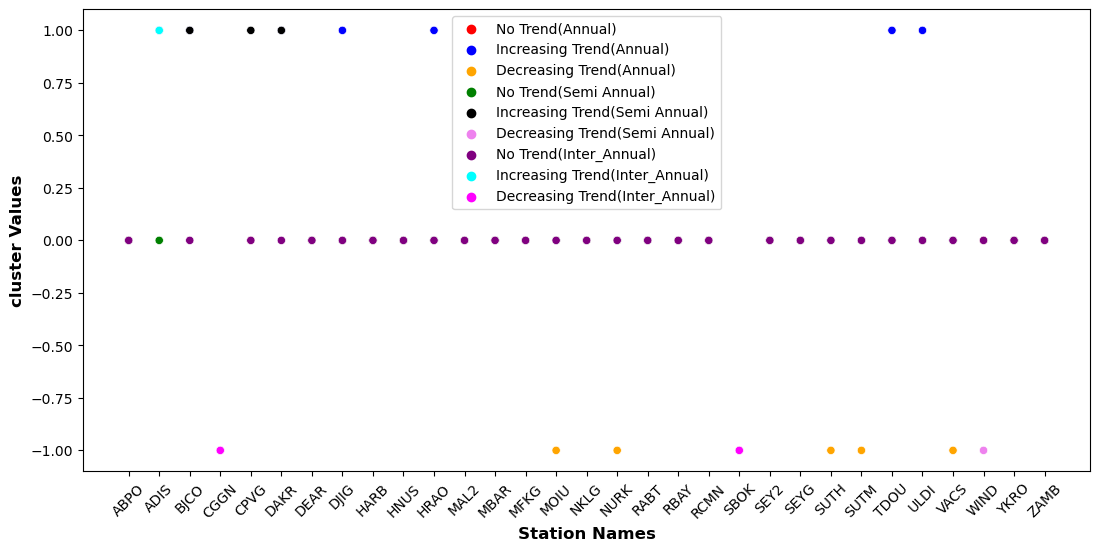 1.00
0.75
0.50
0.25
0.00
−0.25
−0.50
−0.75
−1.00
cluster Values
No Trend(Annual)
Increasing Trend(Annual)
Decreasing Trend(Annual)
No Trend(Semi Annual)
Increasing Trend(Semi Annual)
Decreasing Trend(Semi Annual)
No Trend(Inter_Annual)
Increasing Trend(Inter_Annual)
Decreasing Trend(Inter_Annual)
ABPO
ADIS
BJCO
CGGN
CPVG
DAKR
DEAR
DJIG
HARB
HNUS
HRAO
MAL2
MBAR
MFKG
MOIU
NKLG
NURK
RABT
RBAY
RCMN
SBOK
SEY2
SEYG
SUTH
SUTM
TDOU
ULDI
VACS
WIND
YKRO
ZAMB
Station Names